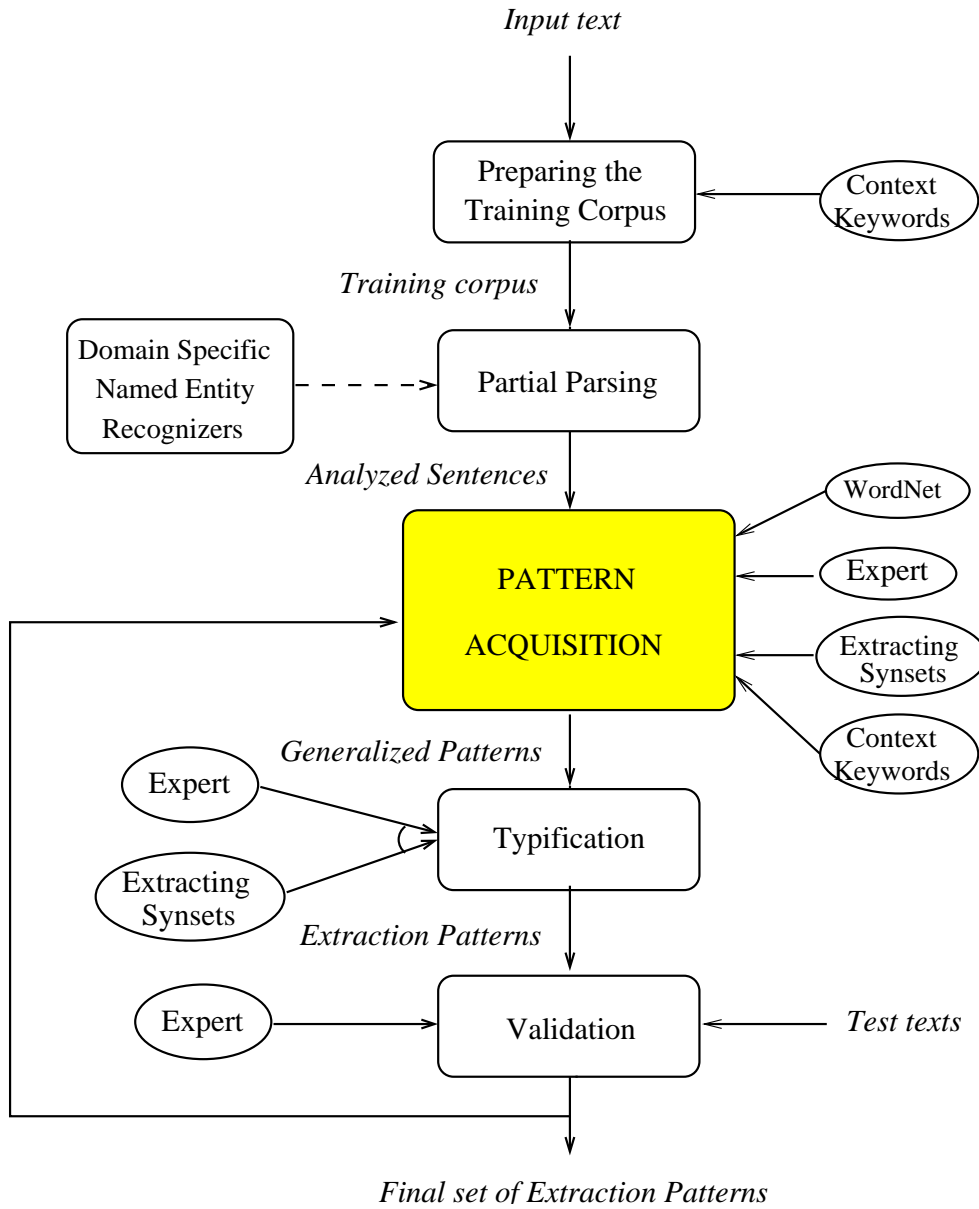 Input text
Preparing the
Training Corpus
Context
Keywords
Training corpus
Domain Specific
Named Entity
Recognizers
Partial Parsing
Analyzed Sentences
WordNet
PATTERN
ACQUISITION
Expert
Extracting
Synsets
Context
Keywords
Generalized Patterns
Expert
Typification
Extracting
Synsets
Extraction Patterns
Expert
Validation
Test texts
Final set of Extraction Patterns